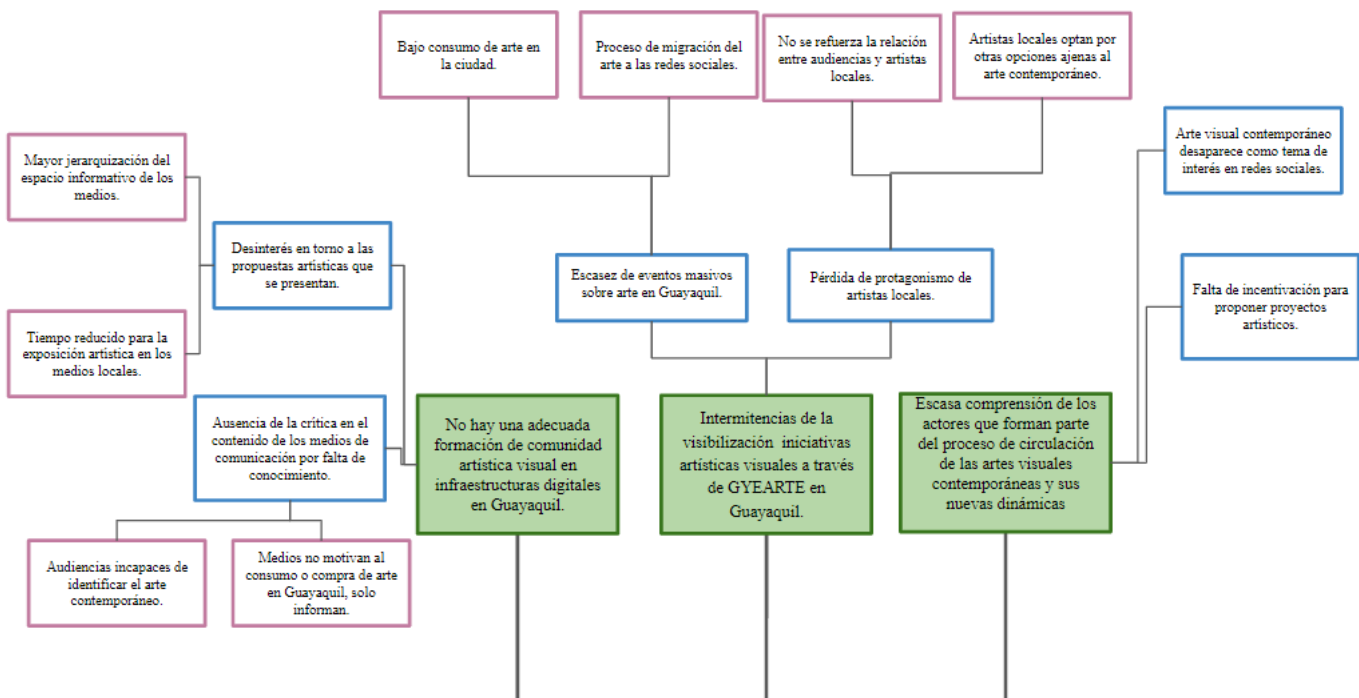 Bajo consumo de arte en
la ciudad.
Proceso de migración del
arte a las redes sociales.
No se refuerza la relación
entre audiencias y artistas
locales.
Artistas locales optan por
otras opciones ajenas al
arte contemporáneo.
Mayor jerarquización del
espacio informativo de los
medios.
Arte visual contemporáneo
desaparece como tema de
interés en redes sociales.
Desinterés en torno a las
propuestas artísticas que
se presentan.
Escasez de eventos masivos
sobre arte en Guayaquil.
Pérdida de protagonismo de
artistas locales.
Falta de incentivación para
proponer proyectos
artísticos.
Tiempo reducido para la
exposición artística en los
medios locales.
Ausencia de la crítica en el
contenido de los medios de
comunicación por falta de
conocimiento.
No hay una adecuada
formación de comunidad
artística visual en
infraestructuras digitales
en Guayaquil.
Intermitencias de la
visibilización iniciativas
artísticas visuales a través
de GYEARTE en
Guayaquil.
Escasa comprensión de los
actores que forman parte
del proceso de circulación
de las artes visuales
contemporáneas y sus
nuevas dinámicas
Audiencias incapaces de
identificar el arte
contemporáneo.
Medios no motivan al
consumo o compra de arte
en Guayaquil, solo
informan.